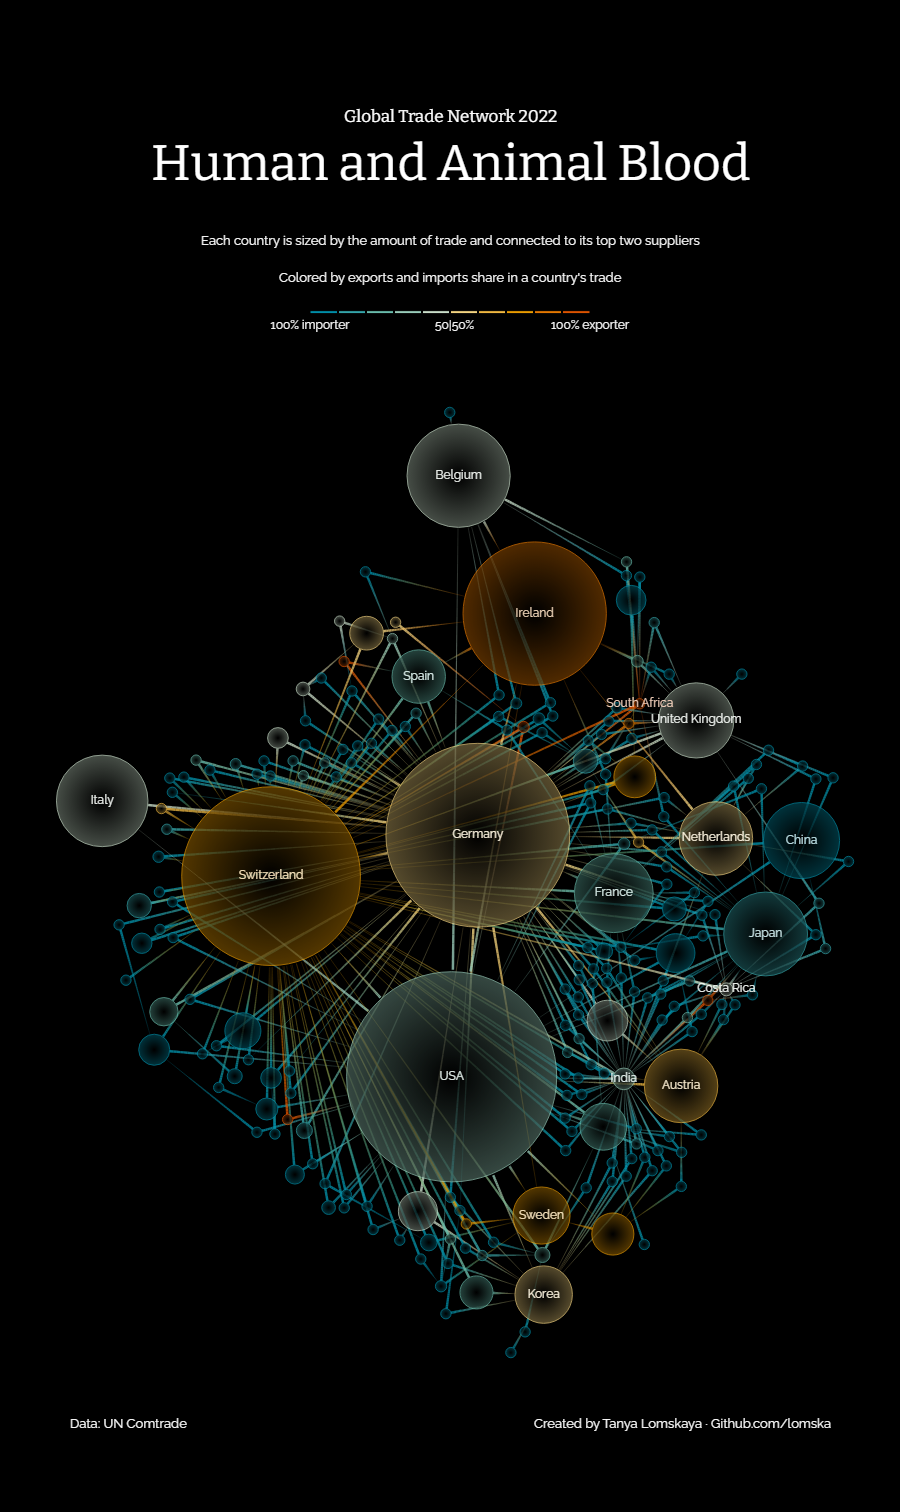 Global Trade Network 2022
Human and Animal Blood
Each country is sized by the amount of trade and connected to its top two suppliers
Colored by exports and imports share in a country's trade
100% importer 50|50% 100% exporter
Belgium
Ireland
Spain
South Africa
United Kingdom
Italy
Germany
Netherlands
China
Switzerland
France
Japan
Costa Rica
USA
India
Austria
Sweden
Korea
Data: UN Comtrade
Created by Tanya Lomskaya · Github.com/lomska